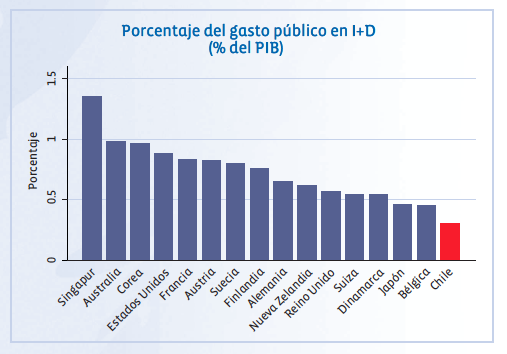 Porcentaje del gasto público en I+D
(% del PIB)
Porcentaje
1.5
1
0.5
0
Singapur
Australia
Corea
Estados Unidos
Francia
Austria
Suecia
Finlandia
Alemania
Nueva Zelandia
Reino Unido
Suiza
Dinamarca
Japón
Bélgica
Chile